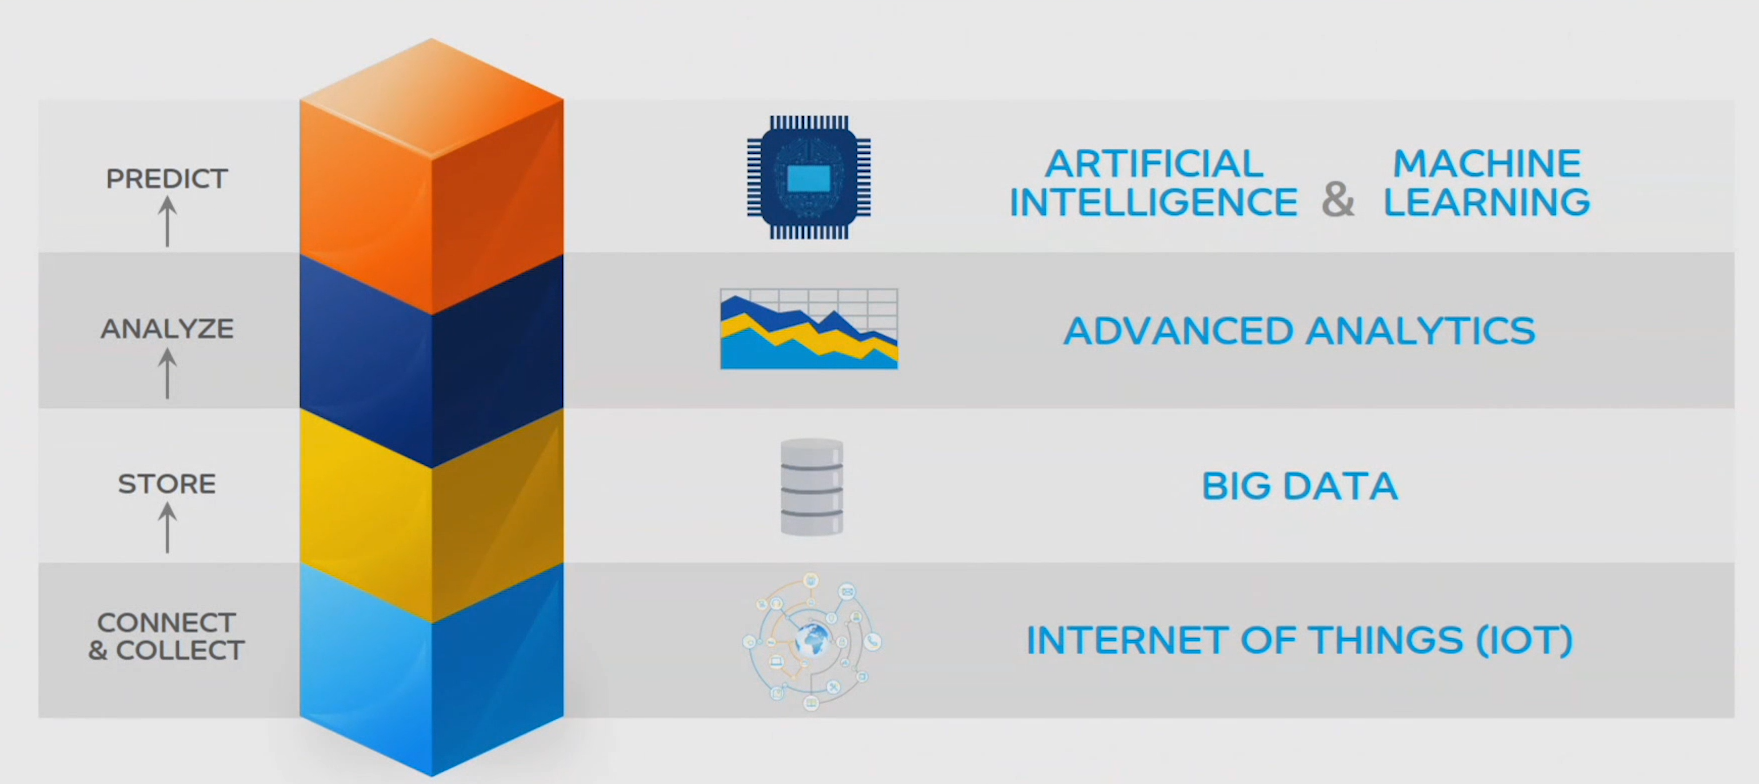 PREDICT
ARTIFICIAL INTELLIGENCE & MACHINE LEARNING
ANALYZE
ADVANCED ANALYTICS
STORE
BIG DATA
CONNECT
& COLLECT
INTERNET OF THINGS (IOT)